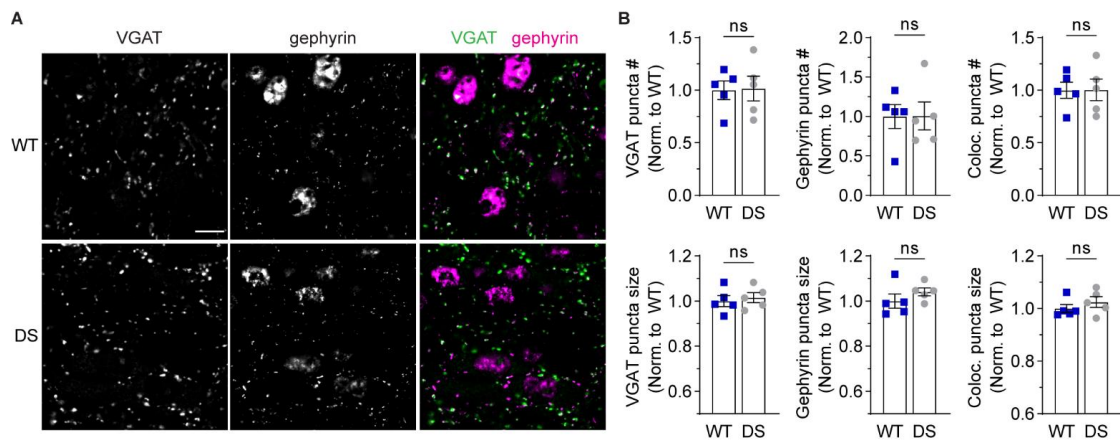 A
VGAT
gephyrin
VGAT gephyrin
WT
DS
B
VGAT puncta #
(Norm. to WT)
1.5
1.0
0.5
0.0
ns
WT DS
Gephyrin puncta #
(Norm. to WT)
2.0
1.5
1.0
0.5
0.0
ns
WT DS
Coloc. puncta #
(Norm. to WT)
1.5
1.0
0.5
0.0
ns
WT DS
VGAT puncta size
(Norm. to WT)
1.2
1.0
0.8
0.6
ns
WT DS
Gephyrin puncta size
(Norm. to WT)
1.2
1.0
0.8
0.6
ns
WT DS
Coloc. puncta size
(Norm. to WT)
1.2
1.0
0.8
0.6
ns
WT DS